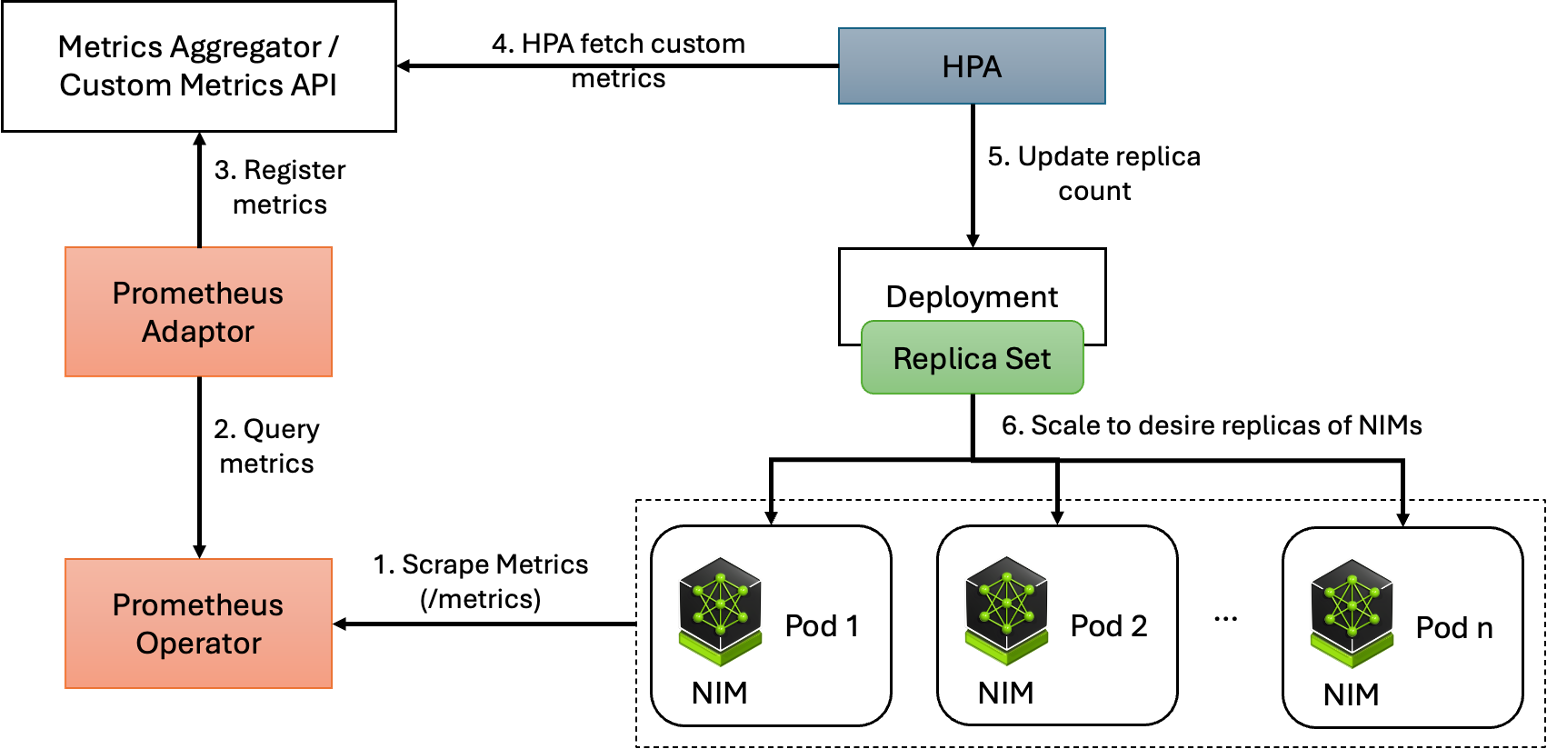 Metrics Aggregator /
Custom Metrics API
4. HPA fetch custom
metrics
HPA
3. Register
metrics
5. Update replica
count
Prometheus
Adaptor
Deployment
Replica Set
2. Query
metrics
6. Scale to desire replicas of NIMs
1. Scrape Metrics
(/metrics)
Prometheus
Operator
Pod 1
NIM
Pod 2
NIM
...
Pod n
NIM